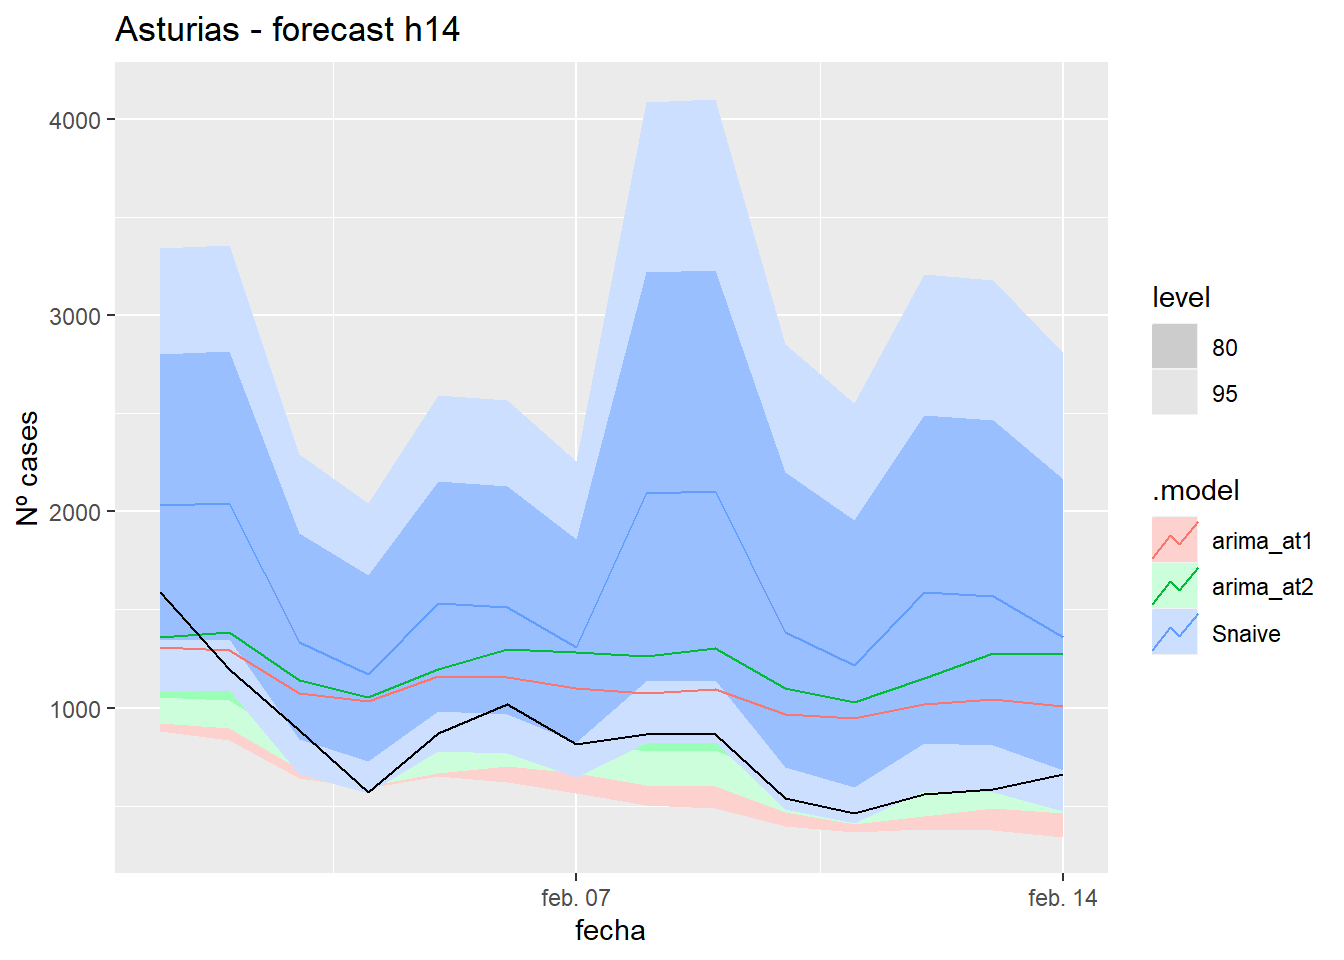 Asturias - forecast h14
4000
3000
2000
1000
Nº cases
feb. 07
feb. 14
fecha
level
80
95
.model
arima_at1
arima_at2
Snaive